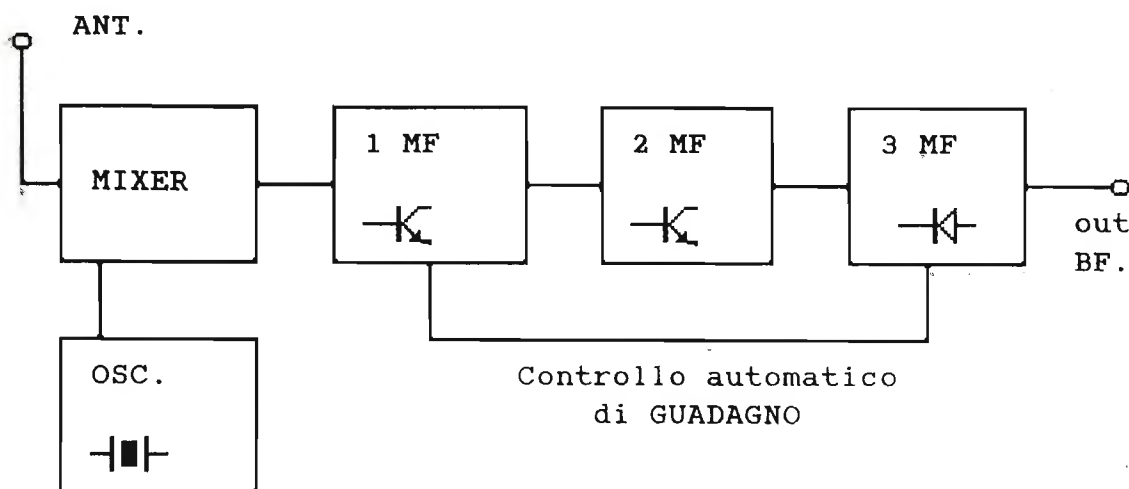 ANT.
MIXER
1 MF
2 MF
3 MF
out
BF.
OSC.
Controllo automatico
di GUADAGNO